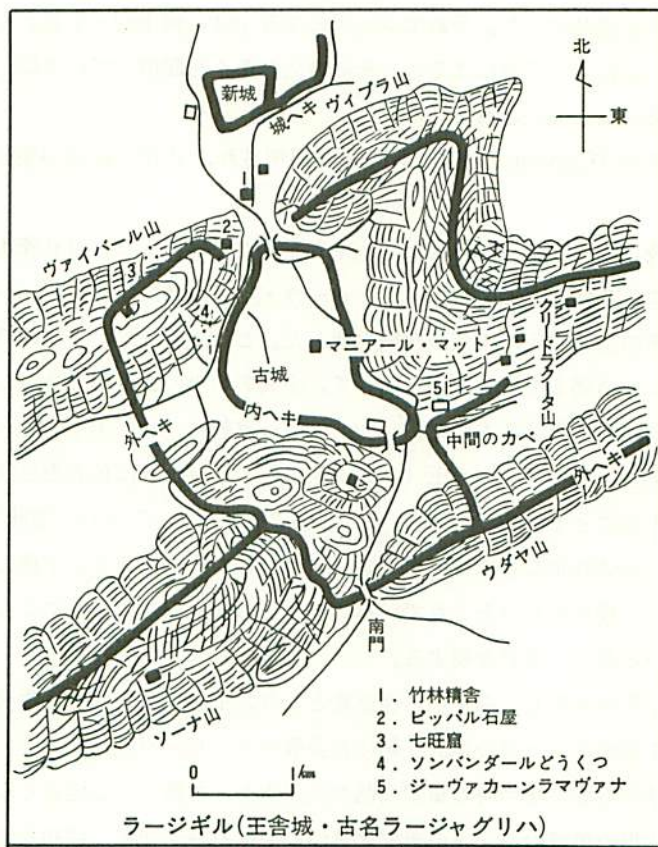 北
東
新城
城ヘキ
ヴィプラ山
1
ヴァイバール山
2
3
4
マニアール・マット
古城
内ヘキ
5
中間のカベ
クリードラクータ山
外ヘキ
外ヘキ
ウダヤ山
南門
ソーナ山
1. 竹林精舎
2. ピッパル石屋
3. 七旺窟
4. ソンバンダールどうくつ
5. ジーヴァカーンラマヴァナ
0 1km
ラージギル(王舎城・古名ラージャグリハ)